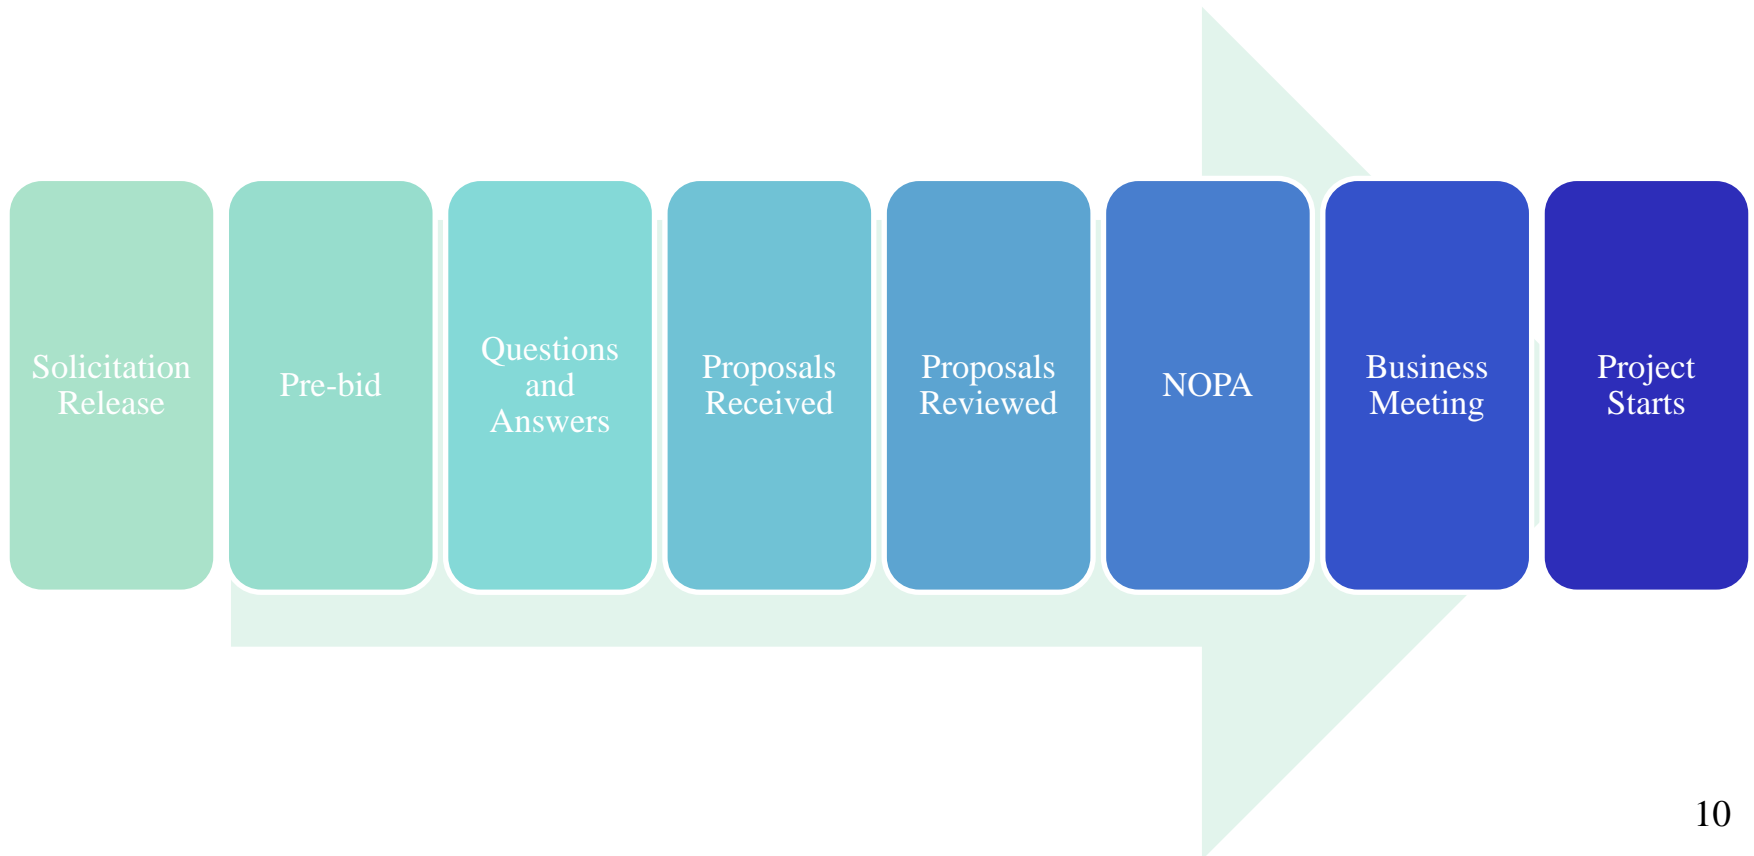 Solicitation
Release
Pre-bid
Questions
and
Answers
Proposals
Received
Proposals
Reviewed
NOPA
Business
Meeting
Project
Starts
10